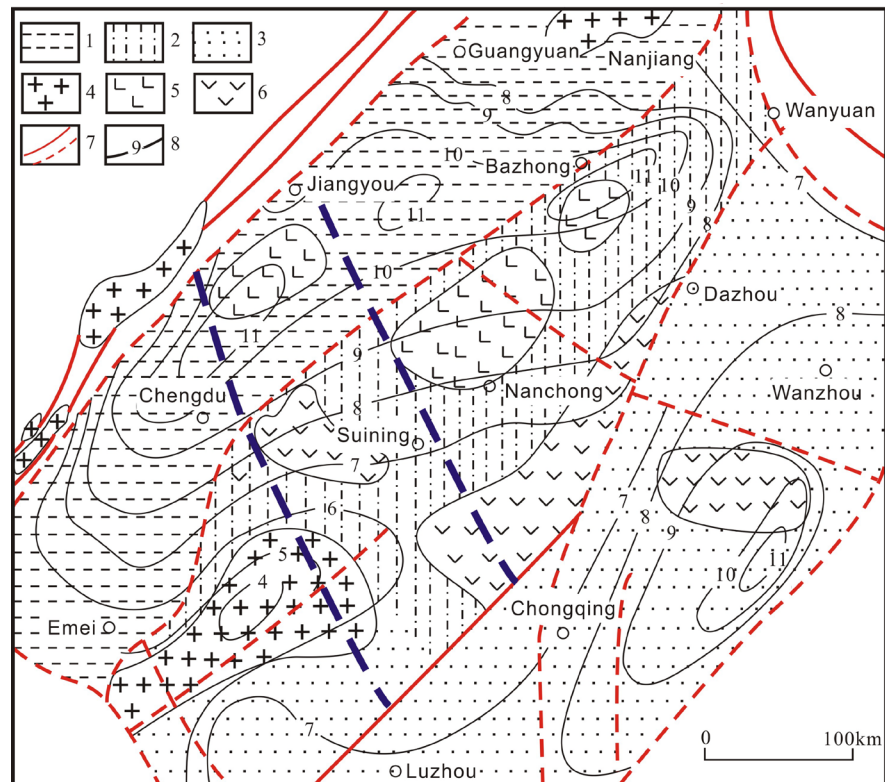 1 2 3
4 5 6
7 9 8
Guangyuan
Nanjiang
8
9
Wanyuan
10
Bazhong
11
10
7
Jiangyou
11
9
8
10
Dazhou
11
9
8
Wanzhou
Chengdu
8
Nanchong
Suining
7
6
7
8
9
5
4
10
11
Chongqing
Emei
7
0 100km
Luzhou